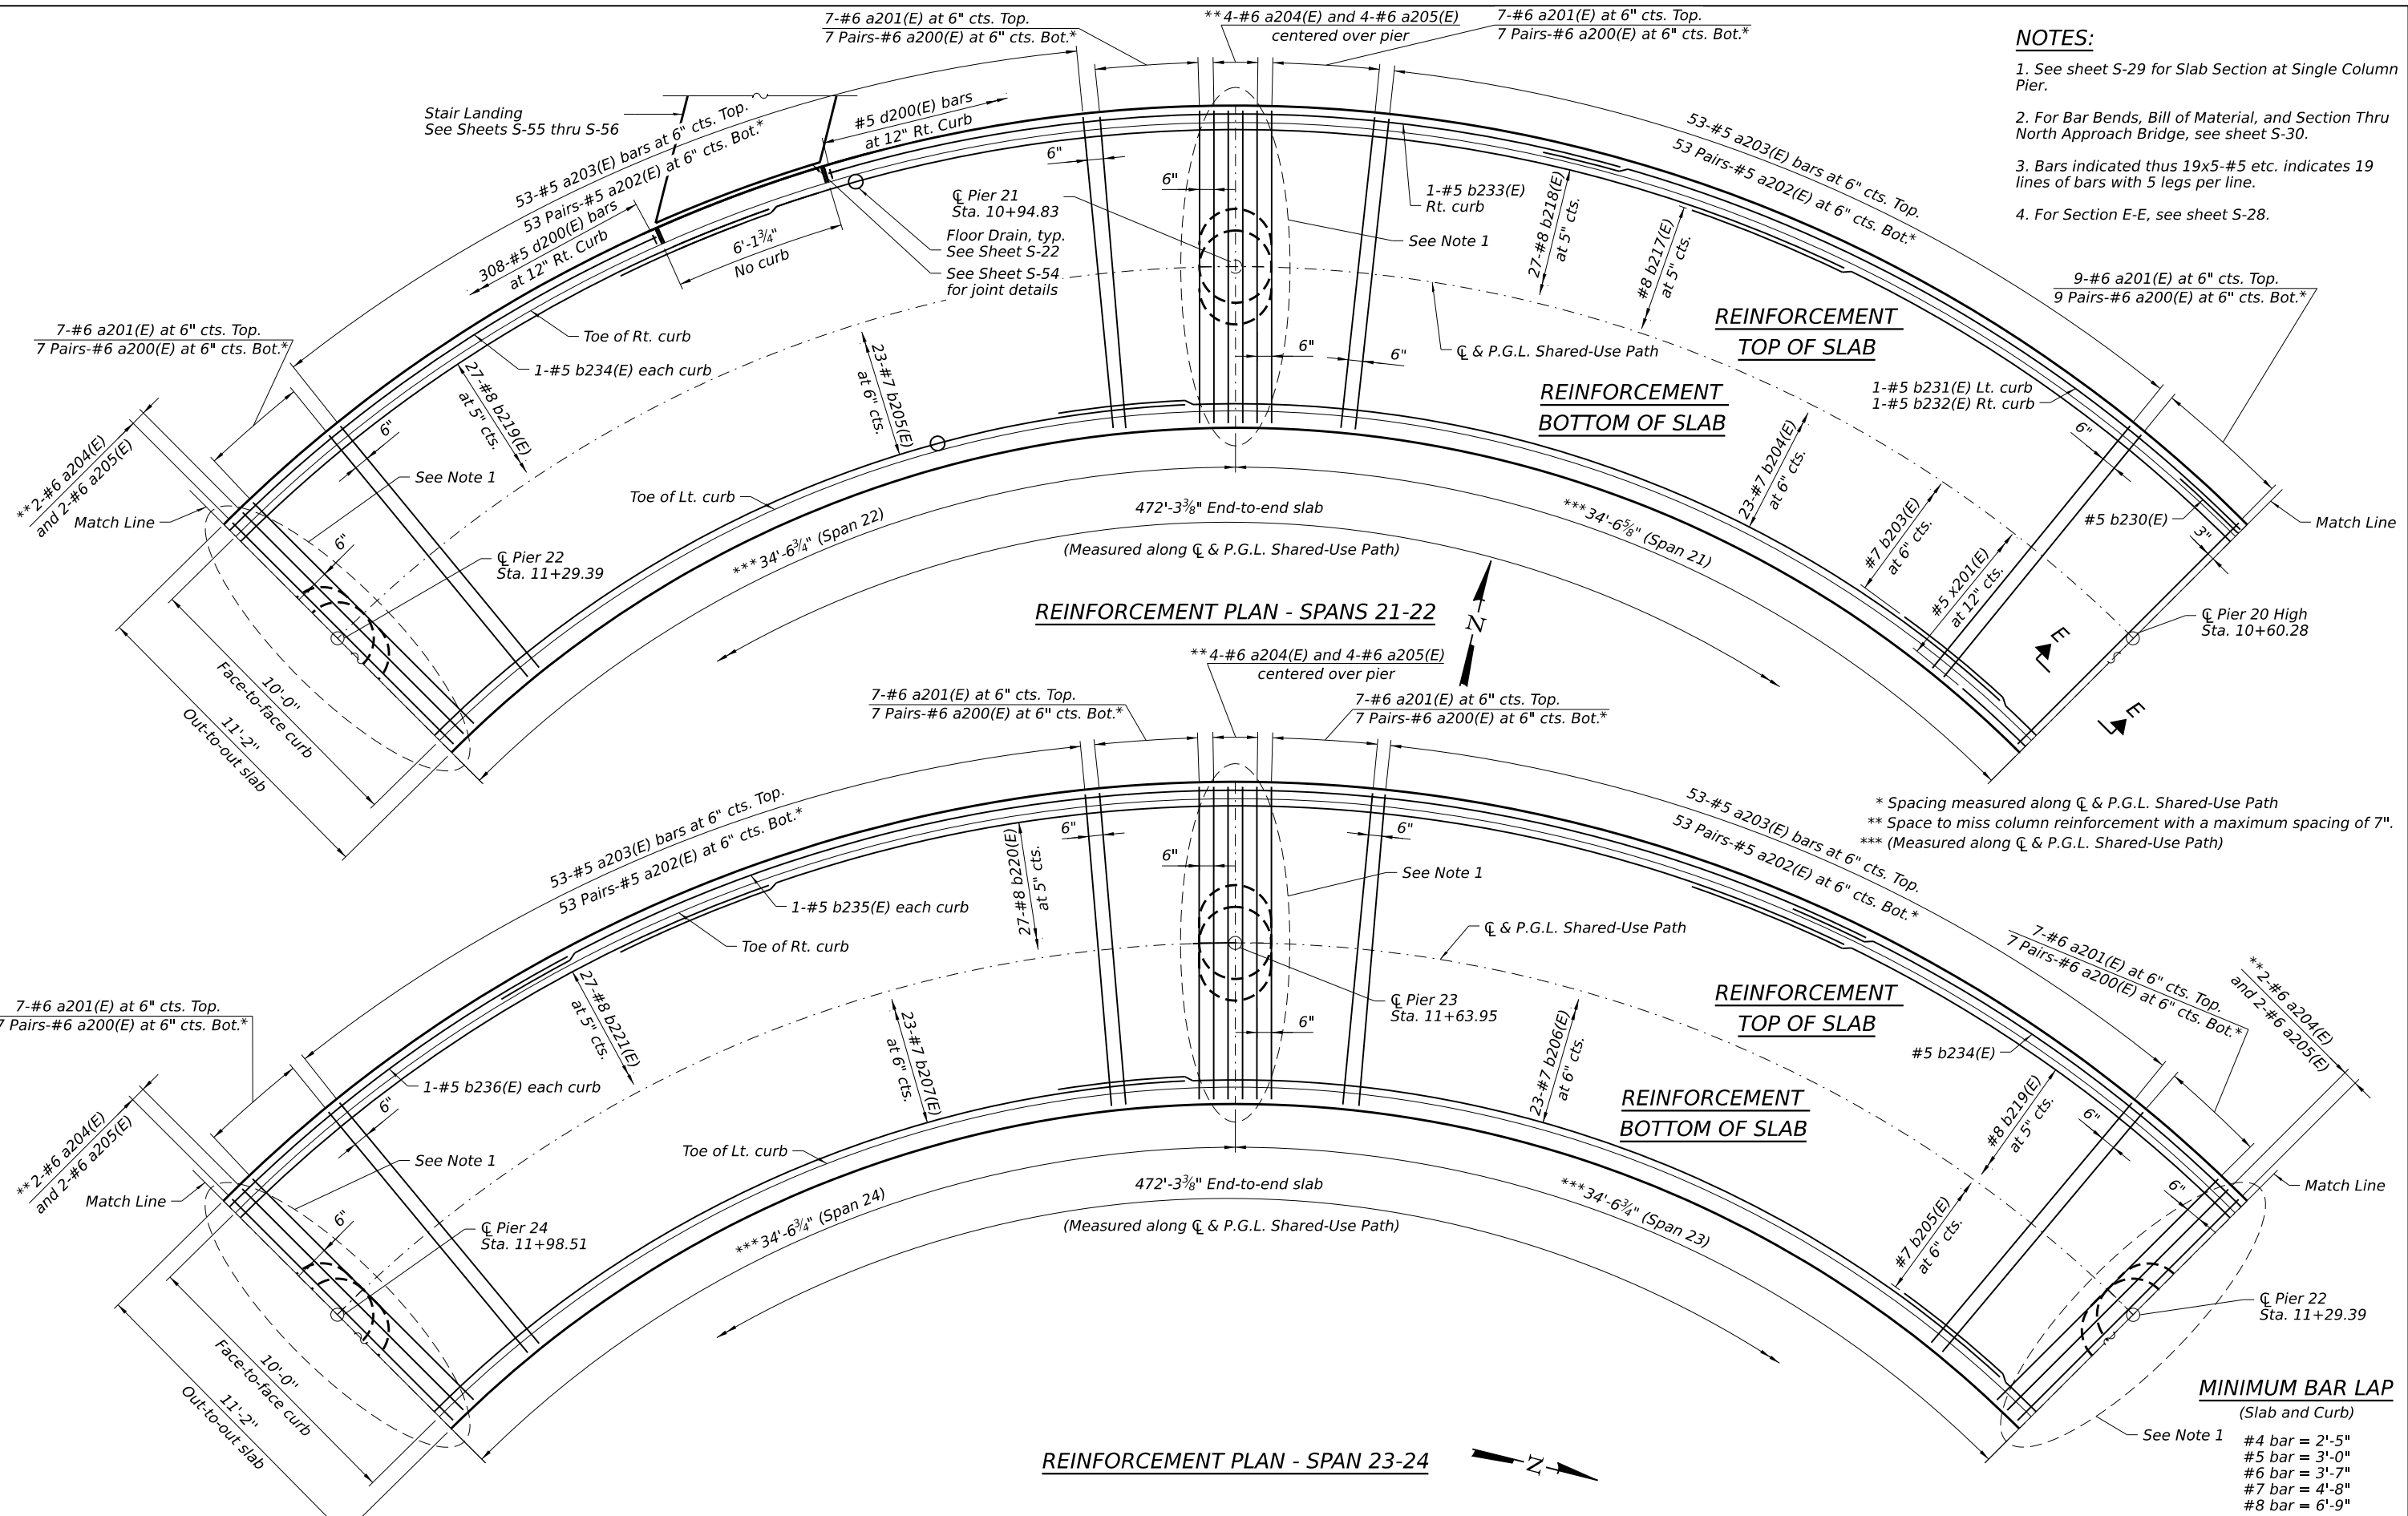 7-#6 a201(E) at 6" cts. Top.
7 Pairs-#6 a200(E) at 6" cts. Bot.*
**4-#6 a204(E) and 4-#6 a205(E)
centered over pier
7-#6 a201(E) at 6" cts. Top.
7 Pairs-#6 a200(E) at 6" cts. Bot.*
NOTES:
1. See sheet S-29 for Slab Section at Single Column
Pier.
2. For Bar Bends, Bill of Material, and Section Thru
North Approach Bridge, see sheet S-30.
3. Bars indicated thus 19x5-#5 etc. indicates 19
lines of bars with 5 legs per line.
4. For Section E-E, see sheet S-28.
Stair Landing
See Sheets S-55 thru S-56
53-#5 a203(E) bars at 6" cts. Top.
53 Pairs-#5 a202(E) at 6" cts. Bot.*
308-#5 d200(E) bars
at 12" Rt. Curb
#5 d200(E) bars
at 12" Rt. Curb
6"
6"
℄ Pier 21
Sta. 10+94.83
Floor Drain, typ.
See Sheet S-22
See Sheet S-54
for joint details
6'-1¾"
No curb
1-#5 b233(E)
Rt. curb
See Note 1
27-#8 b218(E)
at 5" cts.
#8 b217(E)
at 5" cts.
53-#5 a203(E) bars at 6" cts. Top.
53 Pairs-#5 a202(E) at 6" cts. Bot.*
9-#6 a201(E) at 6" cts. Top.
9 Pairs-#6 a200(E) at 6" cts. Bot.*
7-#6 a201(E) at 6" cts. Top.
7 Pairs-#6 a200(E) at 6" cts. Bot.*
Toe of Rt. curb
1-#5 b234(E) each curb
27-#8 b219(E)
at 5" cts.
23-#7 b205(E)
at 6" cts.
6"
6"
℄ & P.G.L. Shared-Use Path
REINFORCEMENT
TOP OF SLAB
REINFORCEMENT
BOTTOM OF SLAB
1-#5 b231(E) Lt. curb
1-#5 b232(E) Rt. curb
6"
**2-#6 a204(E)
and 2-#6 a205(E)
Match Line
6"
See Note 1
6"
Toe of Lt. curb
℄ Pier 22
Sta. 11+29.39
***34'-6¾" (Span 22)
472'-3⅜" End-to-end slab
(Measured along ℄ & P.G.L. Shared-Use Path)
***34'-6⅝" (Span 21)
23-#7 b204(E)
at 6" cts.
#7 b203(E)
at 6" cts.
#5 x201(E)
at 12" cts.
#5 b230(E)
3"
Match Line
℄ Pier 20 High
Sta. 10+60.28
E
E
10'-0"
Face-to-face curb
11'-2"
Out-to-out slab
REINFORCEMENT PLAN - SPANS 21-22
N
* Spacing measured along ℄ & P.G.L. Shared-Use Path
** Space to miss column reinforcement with a maximum spacing of 7".
*** (Measured along ℄ & P.G.L. Shared-Use Path)
**4-#6 a204(E) and 4-#6 a205(E)
centered over pier
7-#6 a201(E) at 6" cts. Top.
7 Pairs-#6 a200(E) at 6" cts. Bot.*
7-#6 a201(E) at 6" cts. Top.
7 Pairs-#6 a200(E) at 6" cts. Bot.*
53-#5 a203(E) bars at 6" cts. Top.
53 Pairs-#5 a202(E) at 6" cts. Bot.*
53-#5 a203(E) bars at 6" cts. Top.
53 Pairs-#5 a202(E) at 6" cts. Bot.*
27-#8 b220(E)
at 5" cts.
6"
6"
6"
See Note 1
1-#5 b235(E) each curb
Toe of Rt. curb
℄ & P.G.L. Shared-Use Path
7-#6 a201(E) at 6" cts. Top.
7 Pairs-#6 a200(E) at 6" cts. Bot.*
**2-#6 a204(E)
and 2-#6 a205(E)
7-#6 a201(E) at 6" cts. Top.
7 Pairs-#6 a200(E) at 6" cts. Bot.*
27-#8 b221(E)
at 5" cts.
23-#7 b207(E)
at 6" cts.
℄ Pier 23
Sta. 11+63.95
6"
23-#7 b206(E)
at 6" cts.
REINFORCEMENT
TOP OF SLAB
REINFORCEMENT
BOTTOM OF SLAB
#5 b234(E)
#8 b219(E)
at 5" cts.
6"
#7 b205(E)
at 6" cts.
6"
Match Line
1-#5 b236(E) each curb
6"
**2-#6 a204(E)
and 2-#6 a205(E)
Match Line
See Note 1
6"
℄ Pier 24
Sta. 11+98.51
Toe of Lt. curb
***34'-6¾" (Span 24)
472'-3⅜" End-to-end slab
(Measured along ℄ & P.G.L. Shared-Use Path)
***34'-6¾" (Span 23)
℄ Pier 22
Sta. 11+29.39
10'-0"
Face-to-face curb
11'-2"
Out-to-out slab
See Note 1
REINFORCEMENT PLAN - SPAN 23-24
N
MINIMUM BAR LAP
(Slab and Curb)
#4 bar = 2'-5"
#5 bar = 3'-0"
#6 bar = 3'-7"
#7 bar = 4'-8"
#8 bar = 6'-9"